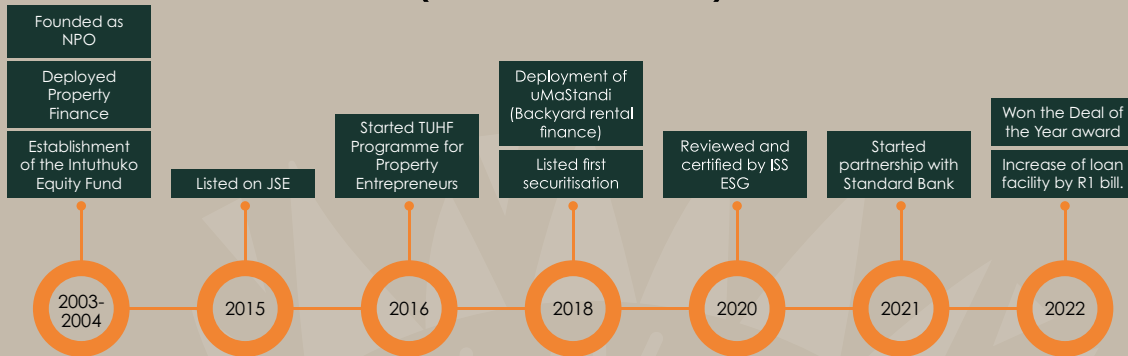 Founded as
NPO
Deployed
Property
Finance
Establishment
of the Intuthuko
Equity Fund
Listed on JSE
Started TUHF
Programme for
Property
Entrepreneurs
Deployment of
uMaStandi
(Backyard rental
finance)
Listed first
securitisation
Reviewed and
certified by ISS
ESG
Started
partnership with
Standard Bank
Won the Deal of
the Year award
Increase of loan
facility by R1 bill.
2003-
2004
2015
2016
2018
2020
2021
2022